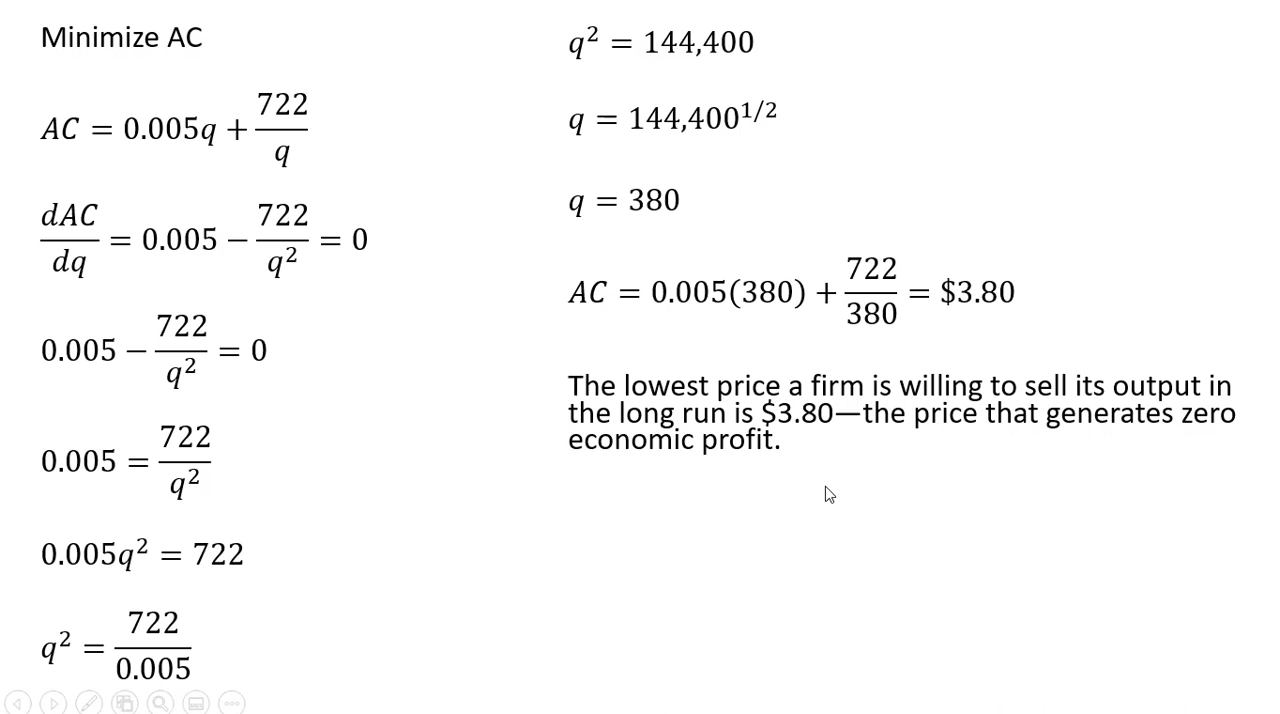 Minimize AC
AC = 0.005q + 722/q
dAC/dq = 0.005 − 722/q² = 0
0.005 − 722/q² = 0
0.005 = 722/q²
0.005q² = 722
q² = 722/0.005
q² = 144,400
q = 144,400^{1/2}
q = 380
AC = 0.005(380) + 722/380 = $3.80
The lowest price a firm is willing to sell its output in
the long run is $3.80—the price that generates zero
economic profit.